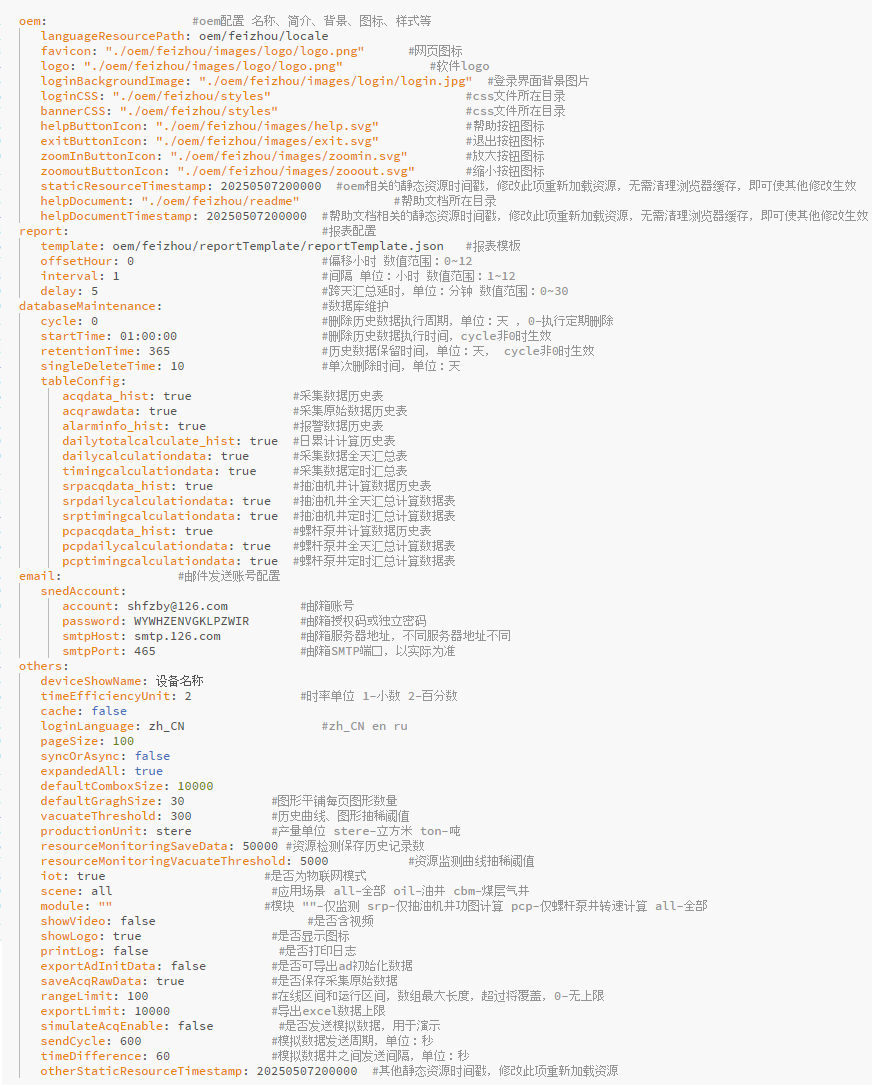 oem: #oem配置 名称、简介、背景、图标、样式等
languageResourcePath: oem/feizhou/locale
favicon: "./oem/feizhou/images/logo/logo.png" #网页图标
logo: "./oem/feizhou/images/logo/logo.png" #软件logo
loginBackgroundImage: "./oem/feizhou/images/login/login.jpg" #登录界面背景图片
loginCSS: "./oem/feizhou/styles" #css文件所在目录
bannerCSS: "./oem/feizhou/styles" #css文件所在目录
helpButtonIcon: "./oem/feizhou/images/help.svg" #帮助按钮图标
exitButtonIcon: "./oem/feizhou/images/exit.svg" #退出按钮图标
zoomInButtonIcon: "./oem/feizhou/images/zoomin.svg" #放大按钮图标
zoomoutButtonIcon: "./oem/feizhou/images/zooout.svg" #缩小按钮图标
staticResourceTimestamp: 20250507200000 #oem相关的静态资源时间戳，修改此项重新加载资源，无需清理浏览器缓存，即可使其他修改生效
helpDocument: "./oem/feizhou/readme" #帮助文档所在目录
helpDocumentTimestamp: 20250507200000 #帮助文档相关的静态资源时间戳，修改此项重新加载资源，无需清理浏览器缓存，即可使其他修改生效
report: #报表配置
template: oem/feizhou/reportTemplate/reportTemplate.json #报表模板
offsetHour: 0 #偏移小时 数值范围：0~12
interval: 1 #间隔 单位：小时 数值范围：1~12
delay: 5 #跨天汇总延时，单位：分钟 数值范围：0~30
databaseMaintenance: #数据库维护
cycle: 0 #删除历史数据执行周期，单位：天 ，0-执行定期删除
startTime: 01:00:00 #删除历史数据执行时间，cycle非0时生效
retentionTime: 365 #历史数据保留时间，单位：天， cycle非0时生效
singleDeleteTime: 10 #单次删除时间，单位：天
tableConfig:
acqdata_hist: true #采集数据历史表
acqrawdata: true #采集原始数据历史表
alarminfo_hist: true #报警数据历史表
dailytotalcalculate_hist: true #日累计计算历史表
dailycalculationdata: true #采集数据全天汇总表
timingcalculationdata: true #采集数据定时汇总表
srpacqdata_hist: true #抽油机井计算数据历史表
srpdailycalculationdata: true #抽油机井全天汇总计算数据表
srptimingcalculationdata: true #抽油机井定时汇总计算数据表
pcpacqdata_hist: true #螺杆泵井计算数据历史表
pcpdailycalculationdata: true #螺杆泵井全天汇总计算数据表
pcptimingcalculationdata: true #螺杆泵井定时汇总计算数据表
email: #邮件发送账号配置
snedAccount:
account: shfzby@126.com #邮箱账号
password: WYWHZENVGKLPZWIR #邮箱授权码或独立密码
smtpHost: smtp.126.com #邮箱服务器地址，不同服务器地址不同
smtpPort: 465 #邮箱SMTP端口，以实际为准
others:
deviceShowName: 设备名称
timeEfficiencyUnit: 2 #时率单位 1-小数 2-百分数
cache: false
loginLanguage: zh_CN #zh_CN en ru
pageSize: 100
syncOrAsync: false
expandedAll: true
defaultComboxSize: 10000
defaultGraghSize: 30 #图形平铺每页图形数量
vacuateThreshold: 300 #历史曲线、图形抽稀阈值
productionUnit: stere #产量单位 stere-立方米 ton-吨
resourceMonitoringSaveData: 50000 #资源检测保存历史记录数
resourceMonitoringVacuateThreshold: 5000 #资源监测曲线抽稀阈值
iot: true #是否为物联网模式
scene: all #应用场景 all-全部 oil-油井 cbm-煤层气井
module: "" #模块 ""-仅监测 srp-仅抽油机井功图计算 pcp-仅螺杆泵井转速计算 all-全部
showVideo: false #是否含视频
showLogo: true #是否显示图标
printLog: false #是否打印日志
exportAdInitData: false #是否可导出ad初始化数据
saveAcqRawData: true #是否保存采集原始数据
rangeLimit: 100 #在线区间和运行区间，数组最大长度，超过将覆盖，0-无上限
exportLimit: 10000 #导出excel数据上限
simulateAcqEnable: false #是否发送模拟数据，用于演示
sendCycle: 600 #模拟数据发送周期，单位：秒
timeDifference: 60 #模拟数据井之间发送间隔，单位：秒
otherStaticResourceTimestamp: 20250507200000 #其他静态资源时间戳，修改此项重新加载资源